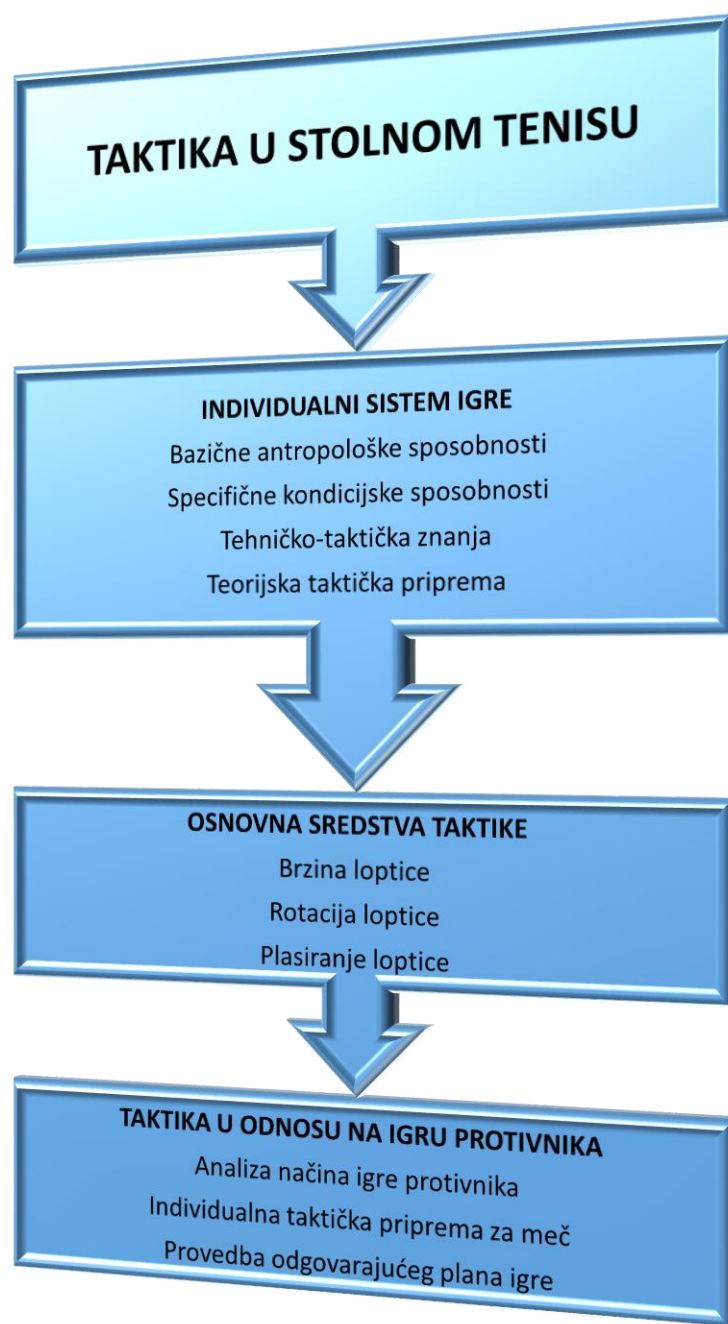 TAKTIKA U STOLNOM TENISU
INDIVIDUALNI SISTEM IGRE
Bazične antropološke sposobnosti
Specifične kondicijske sposobnosti
Tehničko-taktička znanja
Teorijska taktička priprema
OSNOVNA SREDSTVA TAKTIKE
Brzina loptice
Rotacija loptice
Plasiranje loptice
TAKTIKA U ODNOSU NA IGRU PROTIVNIKA
Analiza načina igre protivnika
Individualna taktička priprema za meč
Provedba odgovarajućeg plana igre